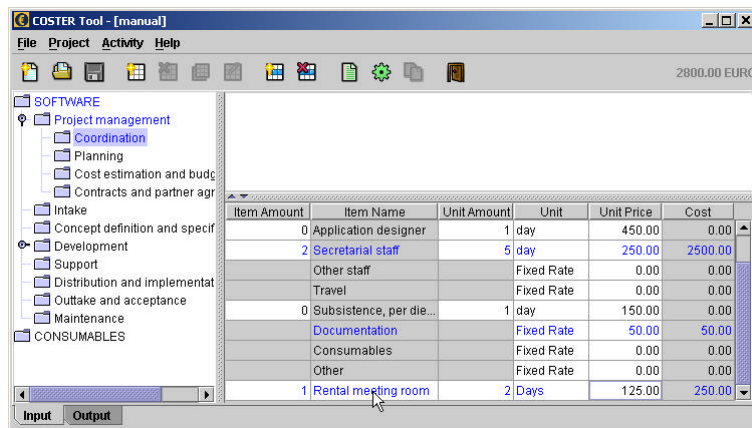 COSTER Tool - [manual]
File Project Activity Help
2800.00 EURO
SOFTWARE
Project management
Coordination
Planning
Cost estimation and budg
Contracts and partner agr
Intake
Concept definition and specif
Development
Support
Distribution and implementat
Outtake and acceptance
Maintenance
CONSUMABLES
Item Amount Item Name Unit Amount Unit Unit Price Cost
0 Application designer 1 day 450.00 0.00
2 Secretarial staff 5 day 250.00 2500.00
Other staff Fixed Rate 0.00 0.00
Travel Fixed Rate 0.00 0.00
0 Subsistence, per die... 1 day 150.00 0.00
Documentation Fixed Rate 50.00 50.00
Consumables Fixed Rate 0.00 0.00
Other Fixed Rate 0.00 0.00
1 Rental meeting room 2 Days 125.00 250.00
Input Output